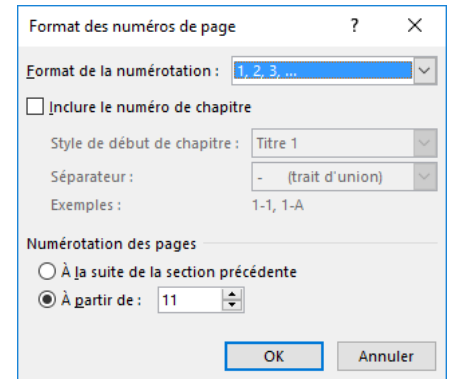 Format des numéros de page ? ×
Format de la numérotation : 1, 2, 3, ...
Inclure le numéro de chapitre
Style de début de chapitre : Titre 1
Séparateur : - (trait d'union)
Exemples : 1-1, 1-A
Numérotation des pages
À la suite de la section précédente
À partir de : 11
OK Annuler